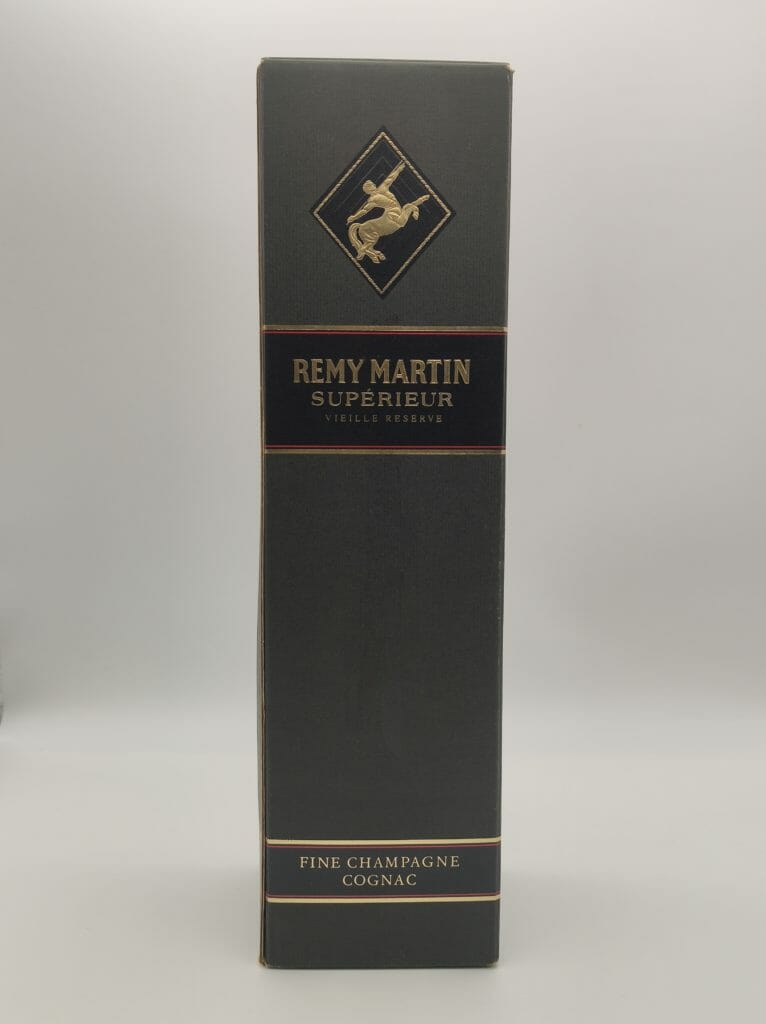 REMY MARTIN
SUPÉRIEUR
VIEILLE RESERVE
FINE CHAMPAGNE
COGNAC